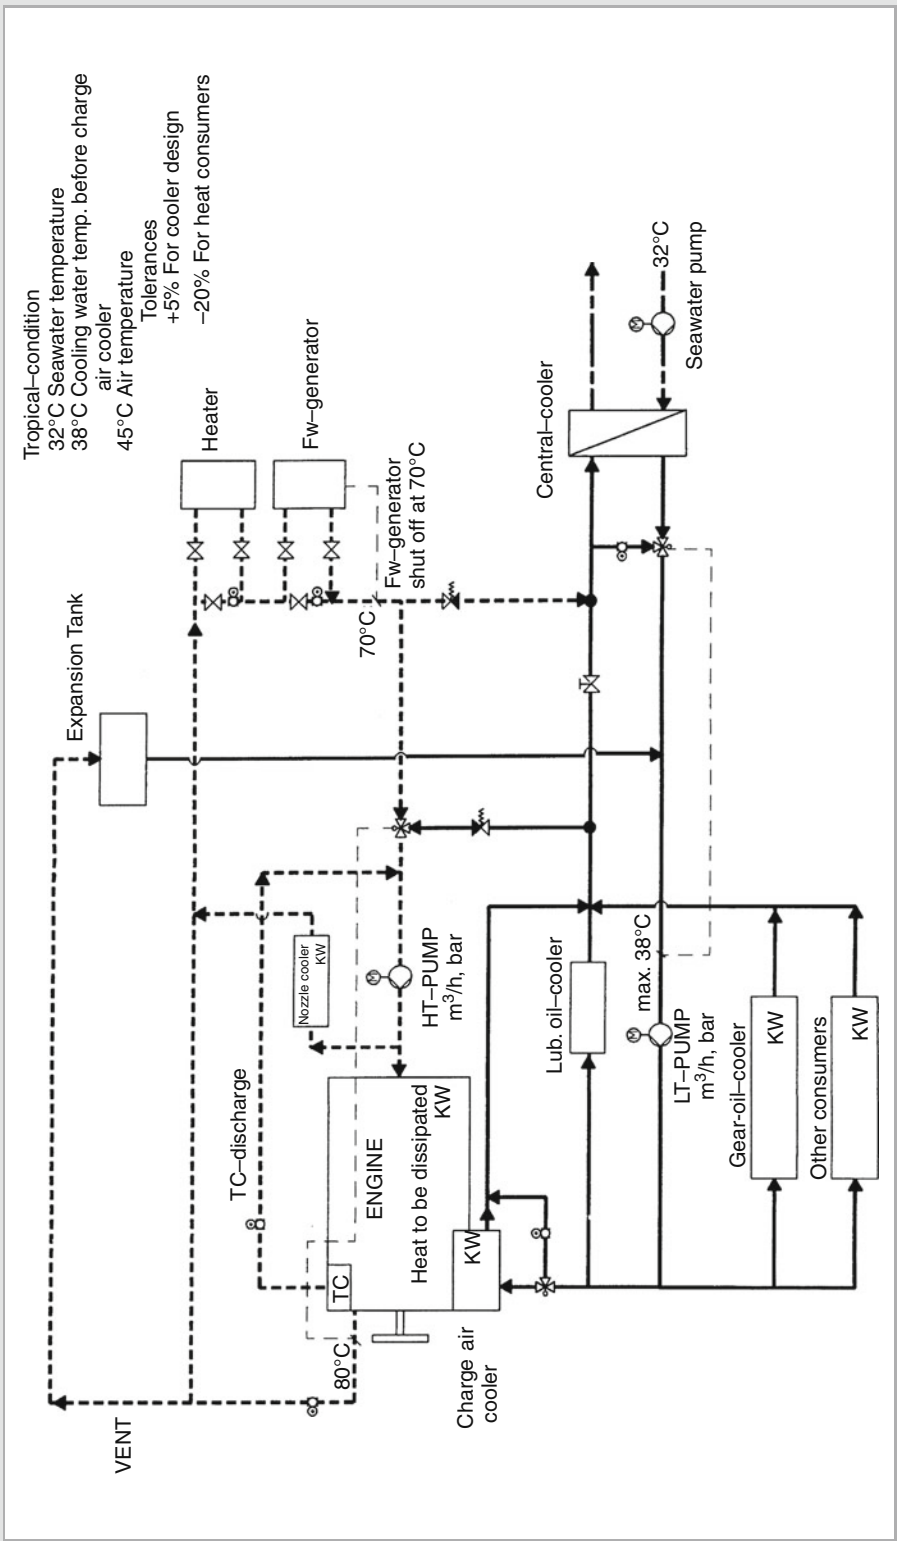 Tropical–condition
32°C Seawater temperature
38°C Cooling water temp. before charge
air cooler
45°C Air temperature
Tolerances
+5% For cooler design
–20% For heat consumers
Heater
Fw–generator
Fw–generator
shut off at 70°C
70°C
Expansion Tank
Central–cooler
32°C
Seawater pump
M
VENT
TC–discharge
Nozzle cooler
KW
M
HT–PUMP
m³/h, bar
ENGINE
Heat to be dissipated
KW
TC
80°C
KW
Charge air
cooler
Lub. oil–cooler
max. 38°C
M
LT–PUMP
m³/h, bar
Gear-oil–cooler
KW
Other consumers
KW